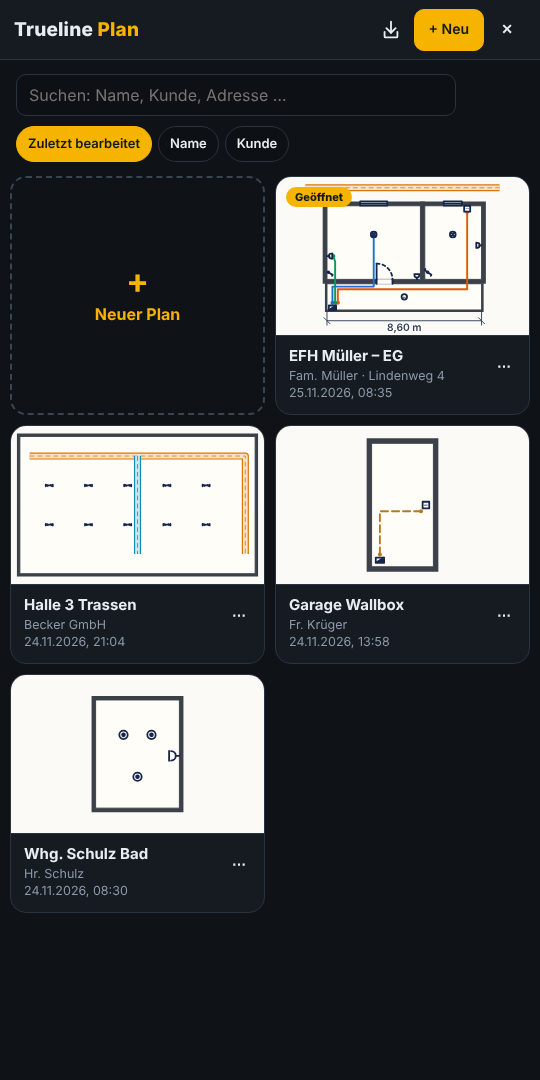 Trueline Plan
+ Neu
×
Suchen: Name, Kunde, Adresse ...
Zuletzt bearbeitet
Name
Kunde
+
Neuer Plan
Geöffnet
8,60 m
EFH Müller – EG
Fam. Müller · Lindenweg 4
25.11.2026, 08:35
...
Halle 3 Trassen
Becker GmbH
24.11.2026, 21:04
...
Garage Wallbox
Fr. Krüger
24.11.2026, 13:58
...
Whg. Schulz Bad
Hr. Schulz
24.11.2026, 08:30
...